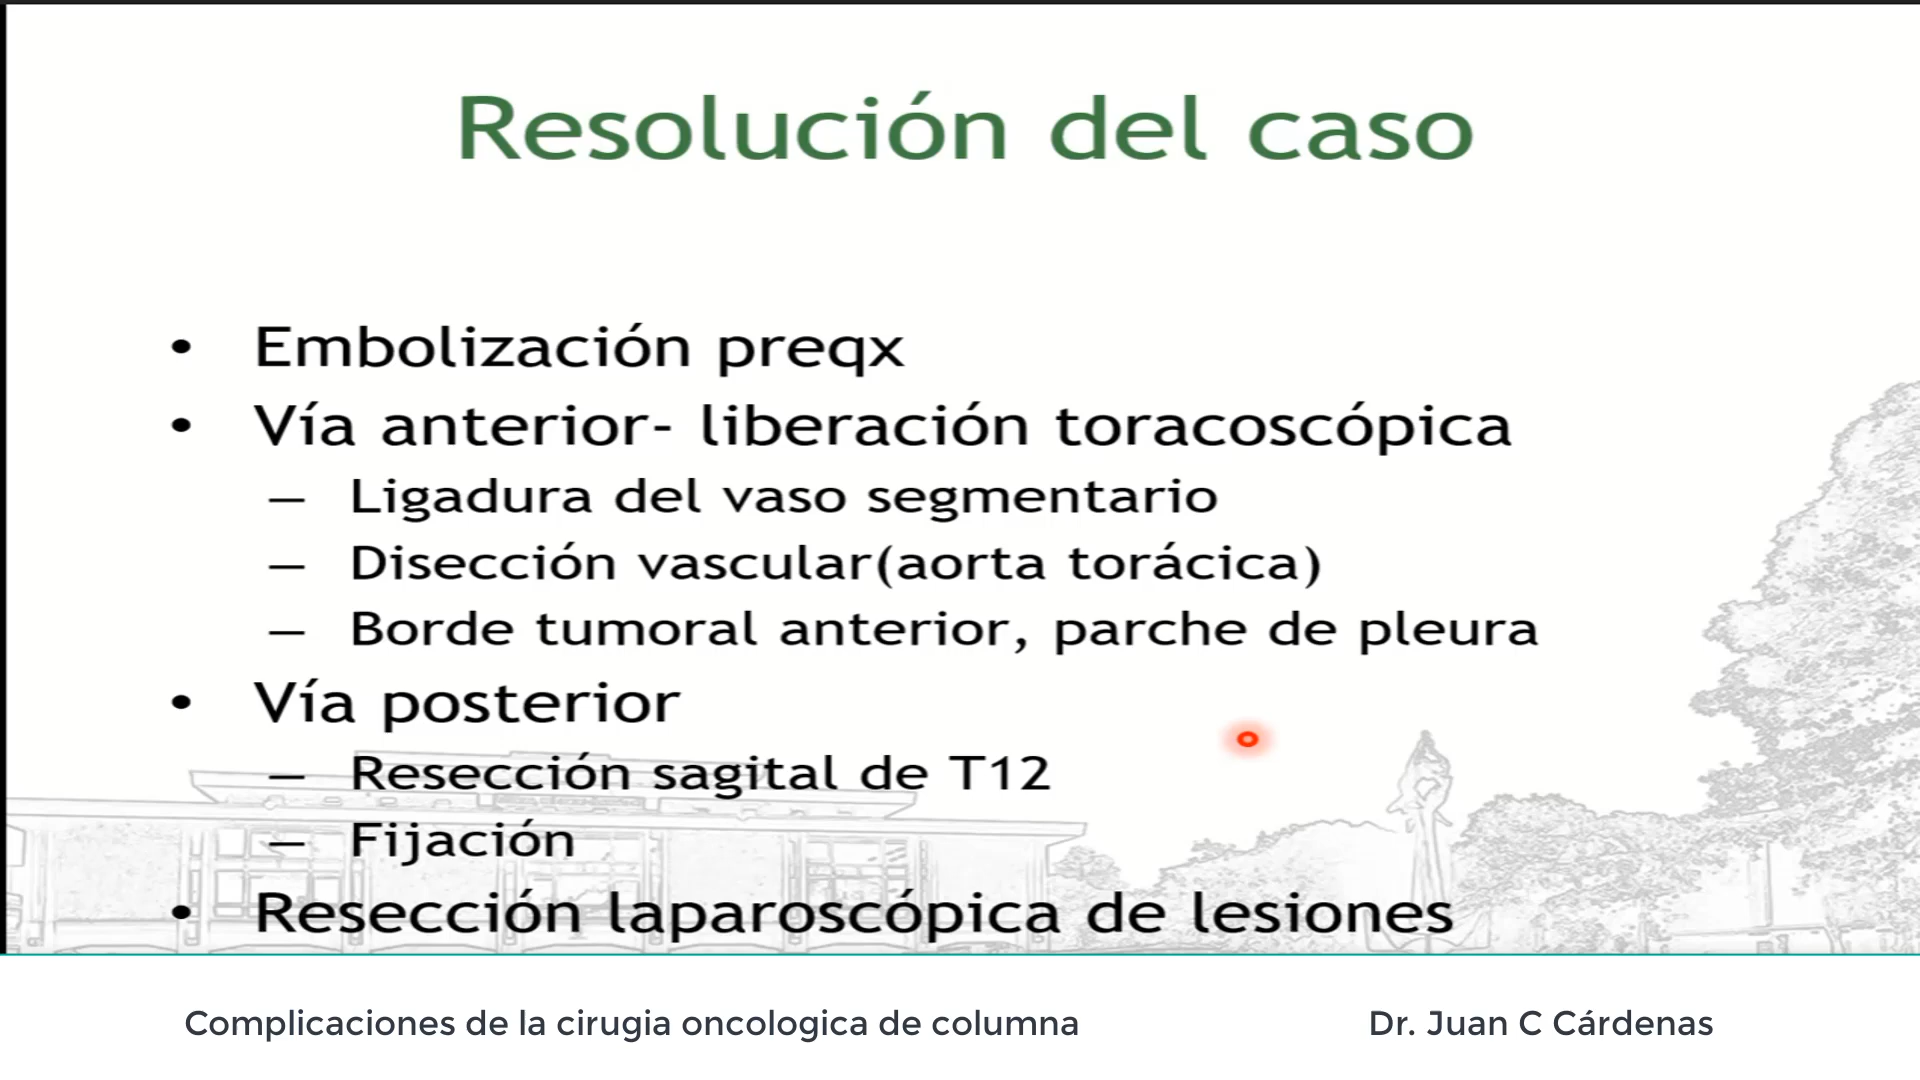 Resolución del caso
• Embolización preqx
• Vía anterior- liberación toracoscópica
– Ligadura del vaso segmentario
– Disección vascular(aorta torácica)
– Borde tumoral anterior, parche de pleura
• Vía posterior
– Resección sagital de T12
– Fijación
• Resección laparoscópica de lesiones
Complicaciones de la cirugia oncologica de columna
Dr. Juan C Cárdenas